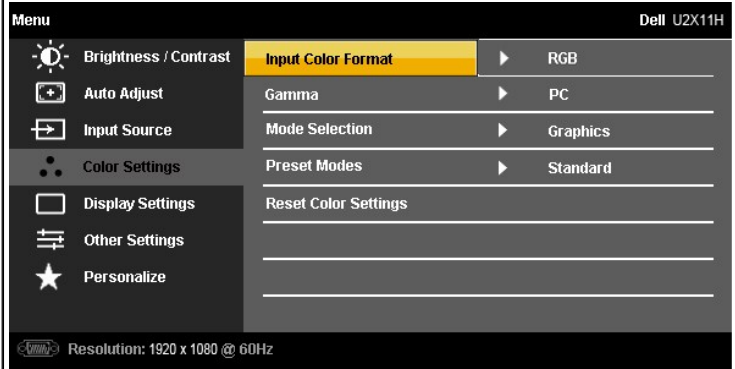 Menu Dell U2X11H
Brightness / Contrast Input Color Format RGB
Auto Adjust Gamma PC
Input Source Mode Selection Graphics
Color Settings Preset Modes Standard
Display Settings Reset Color Settings
Other Settings
Personalize
Resolution: 1920 x 1080 @ 60Hz